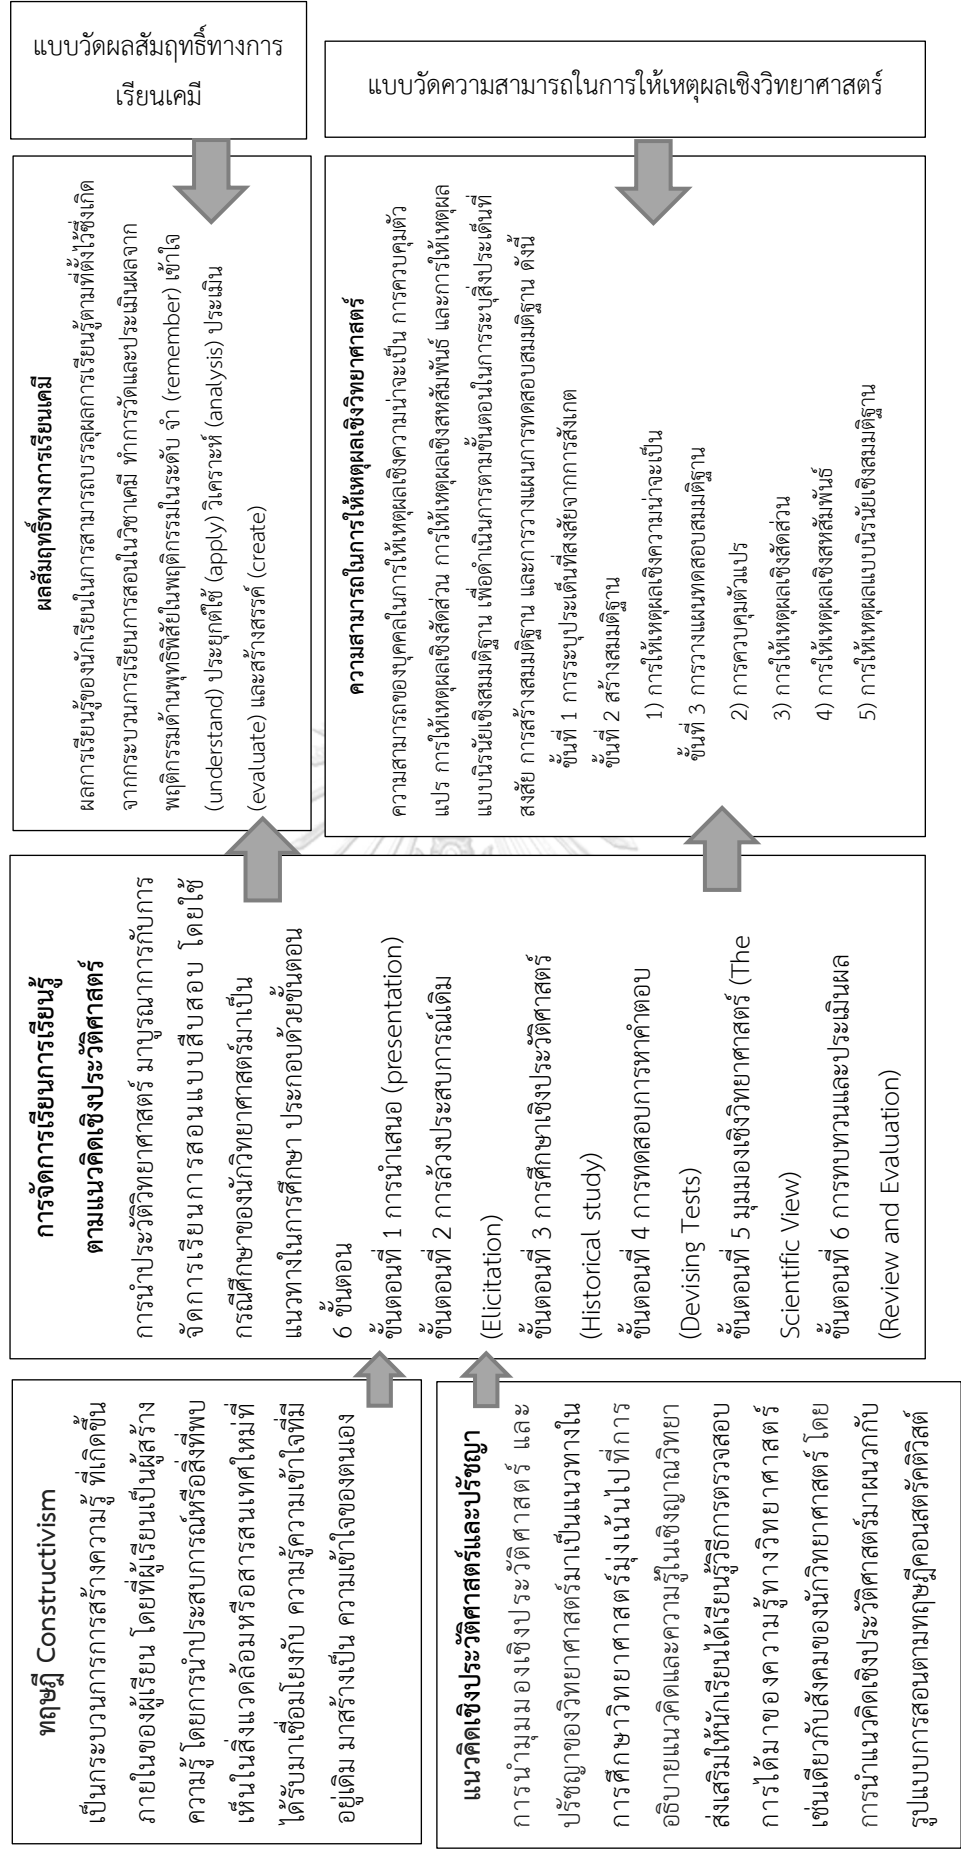 ทฤษฎี Constructivism
เป็นกระบวนการการสร้างความรู้ ที่เกิดขึ้น
ภายในของผู้เรียน โดยที่ผู้เรียนเป็นผู้สร้าง
ความรู้ โดยการนำประสบการณ์หรือสิ่งที่พบ
เห็นในสิ่งแวดล้อมหรือสารสนเทศใหม่ที่
ได้รับมาเชื่อมโยงกับ ความรู้ความเข้าใจที่มี
อยู่เดิม มาสร้างเป็น ความเข้าใจของตนเอง
แนวคิดเชิงประวัติศาสตร์และปรัชญา
การนำมุมมองเชิงประวัติศาสตร์ และ
ปรัชญาของวิทยาศาสตร์มาเป็นแนวทางใน
การศึกษาวิทยาศาสตร์มุ่งเน้นไปที่การ
อธิบายแนวคิดและความรู้ในเชิงญาณวิทยา
ส่งเสริมให้นักเรียนได้เรียนรู้วิธีการตรวจสอบ
การได้มาของความรู้ทางวิทยาศาสตร์
เช่นเดียวกับสังคมของนักวิทยาศาสตร์ โดย
การนำแนวคิดเชิงประวัติศาสตร์มาผนวกกับ
รูปแบบการสอนตามทฤษฎีคอนสตรัคติวิสต์
การจัดการเรียนการเรียนรู้
ตามแนวคิดเชิงประวัติศาสตร์
การนำประวัติวิทยาศาสตร์ มาบูรณาการกับการ
จัดการเรียนการสอนแบบสืบสอบ โดยใช้
กรณีศึกษาของนักวิทยาศาสตร์มาเป็น
แนวทางในการศึกษา ประกอบด้วยขั้นตอน
6 ขั้นตอน
ขั้นตอนที่ 1 การนำเสนอ (presentation)
ขั้นตอนที่ 2 การล้วงประสบการณ์เดิม
(Elicitation)
ขั้นตอนที่ 3 การศึกษาเชิงประวัติศาสตร์
(Historical study)
ขั้นตอนที่ 4 การทดสอบการหาคำตอบ
(Devising Tests)
ขั้นตอนที่ 5 มุมมองเชิงวิทยาศาสตร์ (The
Scientific View)
ขั้นตอนที่ 6 การทบทวนและประเมินผล
(Review and Evaluation)
ผลสัมฤทธิ์ทางการเรียนเคมี
ผลการเรียนรู้ของนักเรียนในการสามารถบรรลุผลการเรียนรู้ตามที่ตั้งไว้ซึ่งเกิด
จากกระบวนการเรียนการสอนในวิชาเคมี ทำการวัดและประเมินผลจาก
พฤติกรรมด้านพุทธิพิสัยในพฤติกรรมในระดับ จำ (remember) เข้าใจ
(understand) ประยุกต์ใช้ (apply) วิเคราะห์ (analysis) ประเมิน
(evaluate) และสร้างสรรค์ (create)
ความสามารถในการให้เหตุผลเชิงวิทยาศาสตร์
ความสามารถของบุคคลในการให้เหตุผลเชิงความน่าจะเป็น การควบคุมตัว
แปร การให้เหตุผลเชิงสัดส่วน การให้เหตุผลเชิงสหสัมพันธ์ และการให้เหตุผล
แบบนิรนัยเชิงสมมติฐาน เพื่อดำเนินการตามขั้นตอนในการระบุสิ่งประเด็นที่
สงสัย การสร้างสมมติฐาน และการวางแผนการทดสอบสมมติฐาน ดังนี้
ขั้นที่ 1 การระบุประเด็นที่สงสัยจากการสังเกต
ขั้นที่ 2 สร้างสมมติฐาน
1) การให้เหตุผลเชิงความน่าจะเป็น
ขั้นที่ 3 การวางแผนทดสอบสมมติฐาน
2) การควบคุมตัวแปร
3) การให้เหตุผลเชิงสัดส่วน
4) การให้เหตุผลเชิงสหสัมพันธ์
5) การให้เหตุผลแบบนิรนัยเชิงสมมติฐาน
แบบวัดผลสัมฤทธิ์ทางการ
เรียนเคมี
แบบวัดความสามารถในการให้เหตุผลเชิงวิทยาศาสตร์